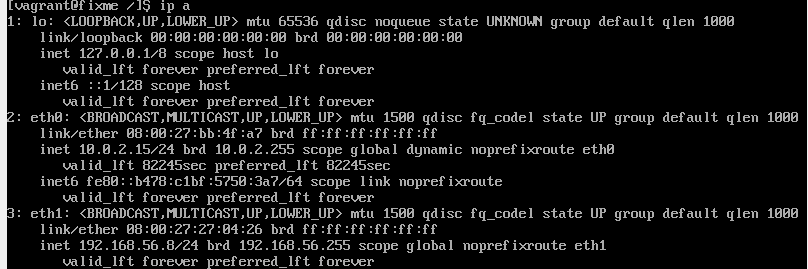 [vagrant@fixme /]$ ip a
1: lo: <LOOPBACK,UP,LOWER_UP> mtu 65536 qdisc noqueue state UNKNOWN group default qlen 1000
    link/loopback 00:00:00:00:00:00 brd 00:00:00:00:00:00
    inet 127.0.0.1/8 scope host lo
       valid_lft forever preferred_lft forever
    inet6 ::1/128 scope host
       valid_lft forever preferred_lft forever
2: eth0: <BROADCAST,MULTICAST,UP,LOWER_UP> mtu 1500 qdisc fq_codel state UP group default qlen 1000
    link/ether 08:00:27:bb:4f:a7 brd ff:ff:ff:ff:ff:ff
    inet 10.0.2.15/24 brd 10.0.2.255 scope global dynamic noprefixroute eth0
       valid_lft 82245sec preferred_lft 82245sec
    inet6 fe80::b478:c1bf:5750:3a7/64 scope link noprefixroute
       valid_lft forever preferred_lft forever
3: eth1: <BROADCAST,MULTICAST,UP,LOWER_UP> mtu 1500 qdisc fq_codel state UP group default qlen 1000
    link/ether 08:00:27:27:04:26 brd ff:ff:ff:ff:ff:ff
    inet 192.168.56.8/24 brd 192.168.56.255 scope global noprefixroute eth1
       valid_lft forever preferred_lft forever